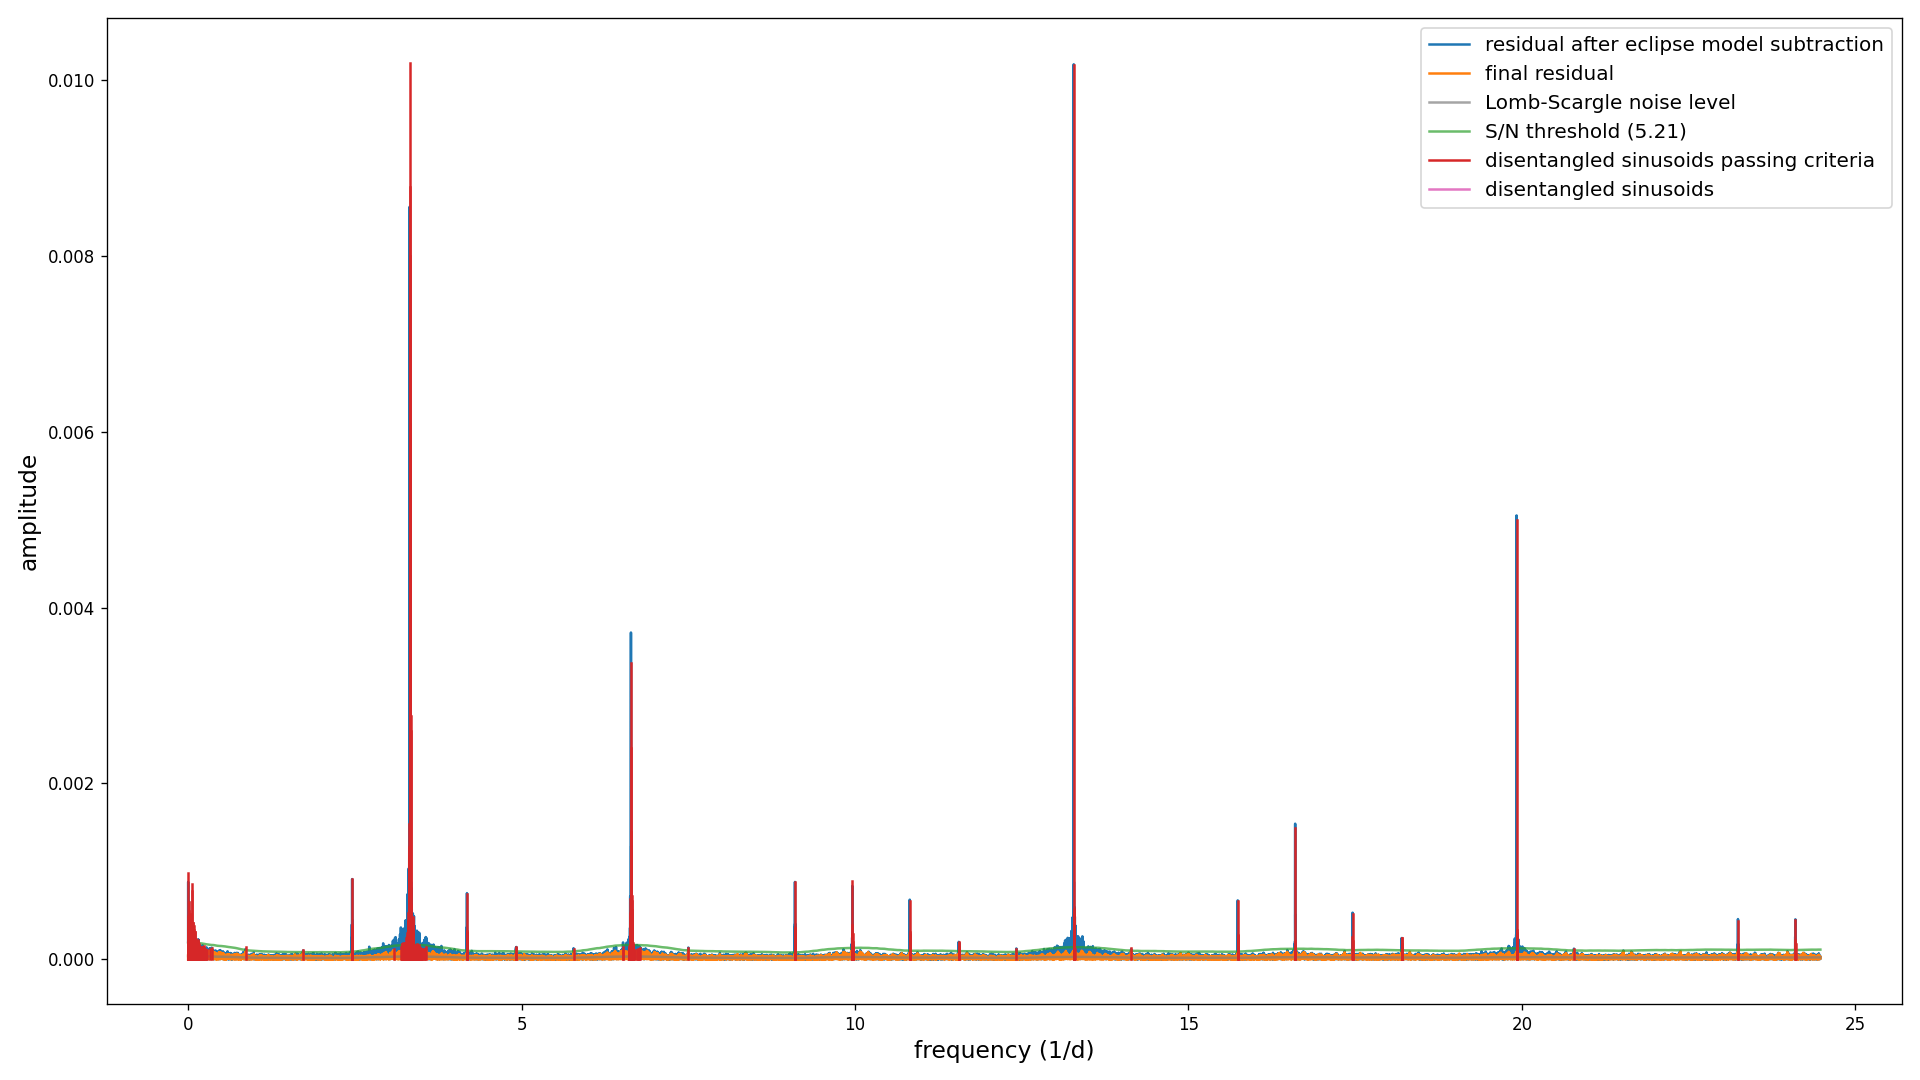 residual after eclipse model subtraction
final residual
Lomb-Scargle noise level
S/N threshold (5.21)
disentangled sinusoids passing criteria
disentangled sinusoids
amplitude
0.010
0.008
0.006
0.004
0.002
0.000
0 5 10 15 20 25
frequency (1/d)